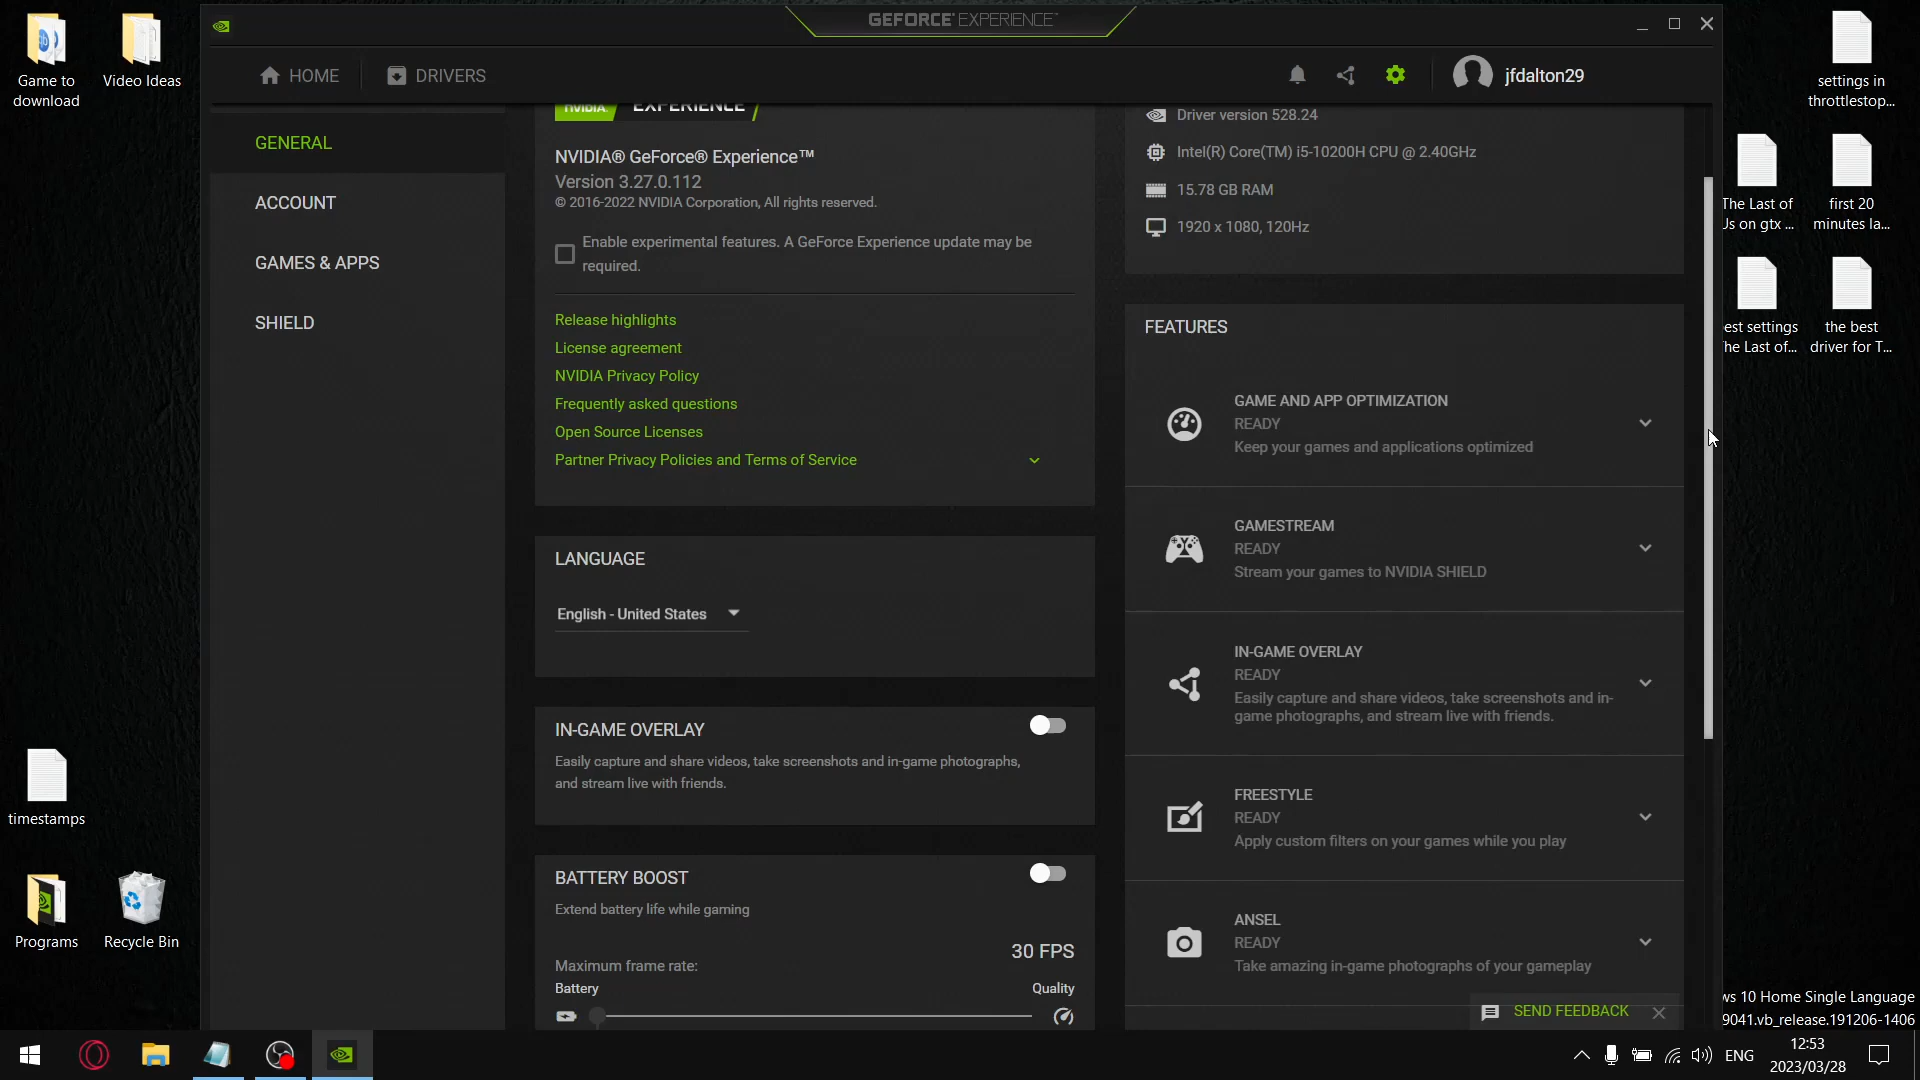 GEFORCE® EXPERIENCE™
HOME
DRIVERS
jfdalton29
Game to
download
Video Ideas
settings in
throttlestop...
The Last of
Us on gtx ...
first 20
minutes la...
est settings
The Last of...
the best
driver for T...
timestamps
Programs
Recycle Bin
GENERAL
ACCOUNT
GAMES & APPS
SHIELD
NVIDIA. EXPERIENCE
NVIDIA® GeForce® Experience™
Version 3.27.0.112
© 2016-2022 NVIDIA Corporation, All rights reserved.
Enable experimental features. A GeForce Experience update may be
required.
Release highlights
License agreement
NVIDIA Privacy Policy
Frequently asked questions
Open Source Licenses
Partner Privacy Policies and Terms of Service
LANGUAGE
English - United States
IN-GAME OVERLAY
Easily capture and share videos, take screenshots and in-game photographs,
and stream live with friends.
BATTERY BOOST
Extend battery life while gaming
30 FPS
Maximum frame rate:
Battery
Quality
Driver version 528.24
Intel(R) Core(TM) i5-10200H CPU @ 2.40GHz
15.78 GB RAM
1920 x 1080, 120Hz
FEATURES
GAME AND APP OPTIMIZATION
READY
Keep your games and applications optimized
GAMESTREAM
READY
Stream your games to NVIDIA SHIELD
IN-GAME OVERLAY
READY
Easily capture and share videos, take screenshots and in-
game photographs, and stream live with friends.
FREESTYLE
READY
Apply custom filters on your games while you play
ANSEL
READY
Take amazing in-game photographs of your gameplay
SEND FEEDBACK
ws 10 Home Single Language
9041.vb_release.191206-1406
ENG
12:53
2023/03/28